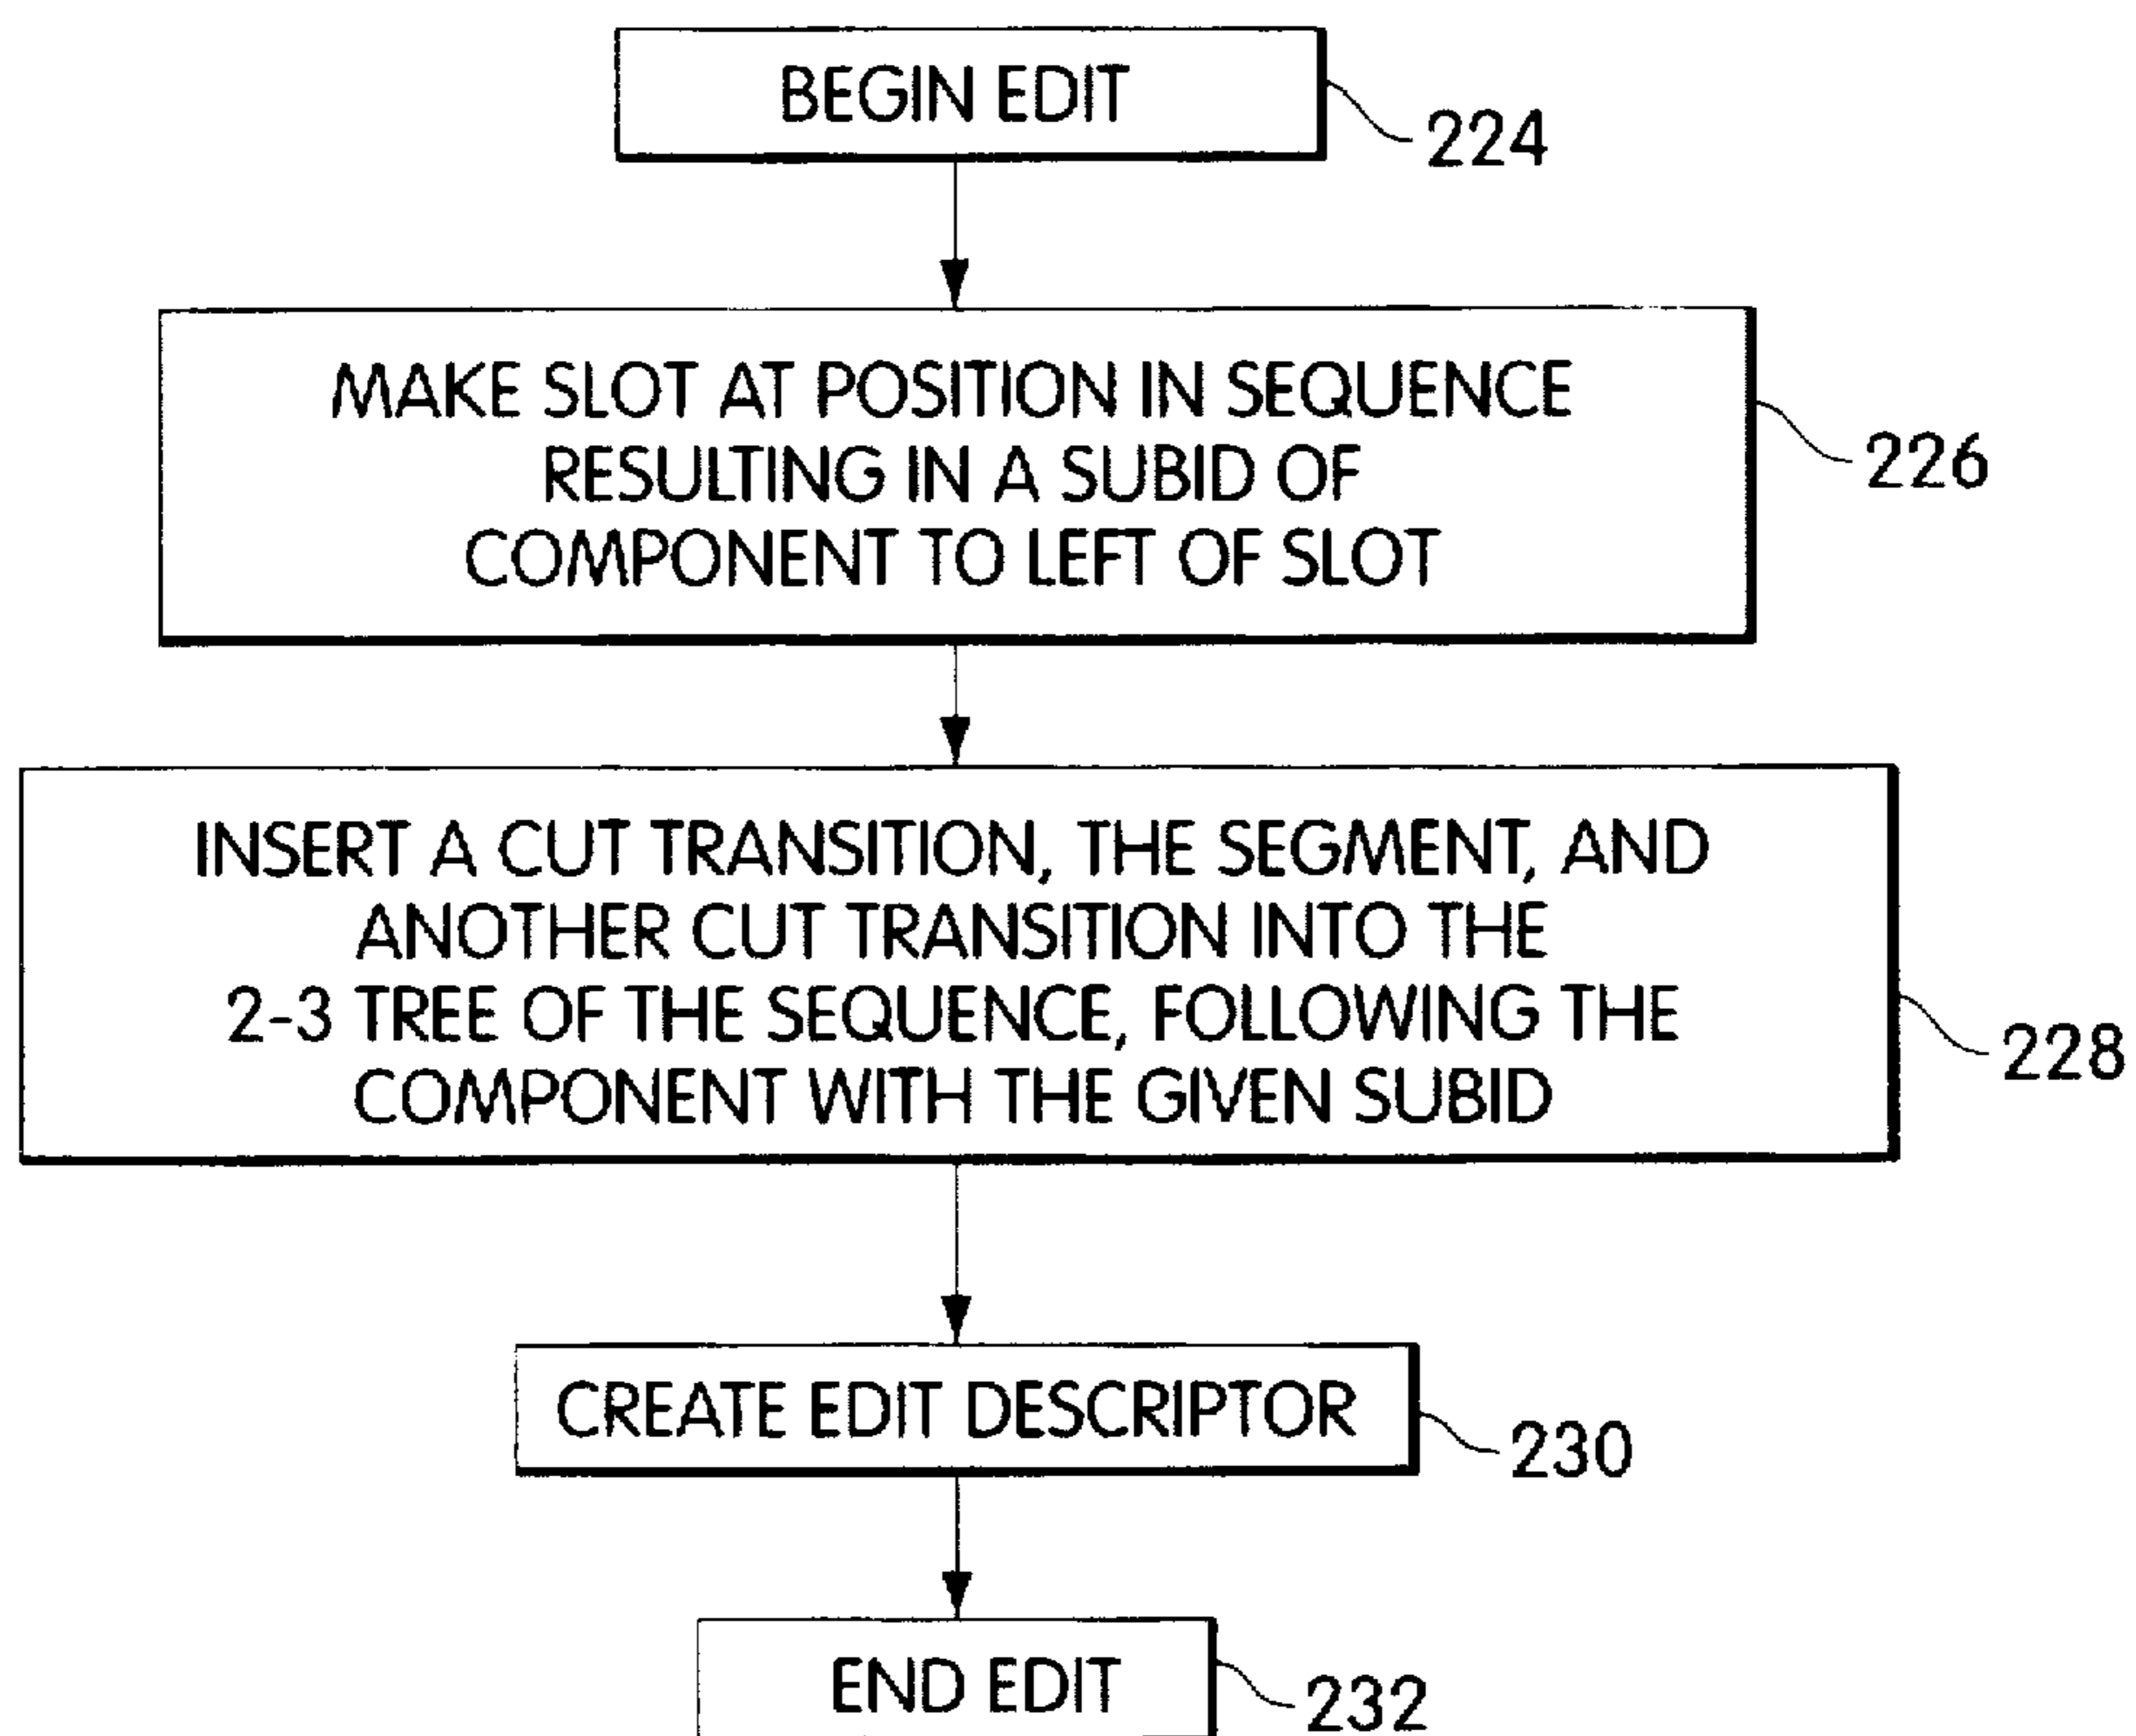 BEGIN EDIT
224
MAKE SLOT AT POSITION IN SEQUENCE
RESULTING IN A SUBID OF
COMPONENT TO LEFT OF SLOT
226
INSERT A CUT TRANSITION, THE SEGMENT, AND
ANOTHER CUT TRANSITION INTO THE
2-3 TREE OF THE SEQUENCE, FOLLOWING THE
COMPONENT WITH THE GIVEN SUBID
228
CREATE EDIT DESCRIPTOR
230
END EDIT
232